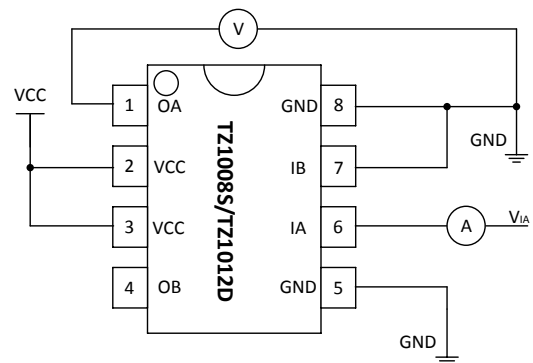 V
VCC
1 OA GND 8
GND
2 VCC IB 7
TZ1008S/TZ1012D
3 VCC IA 6 A VIA
4 OB GND 5
GND